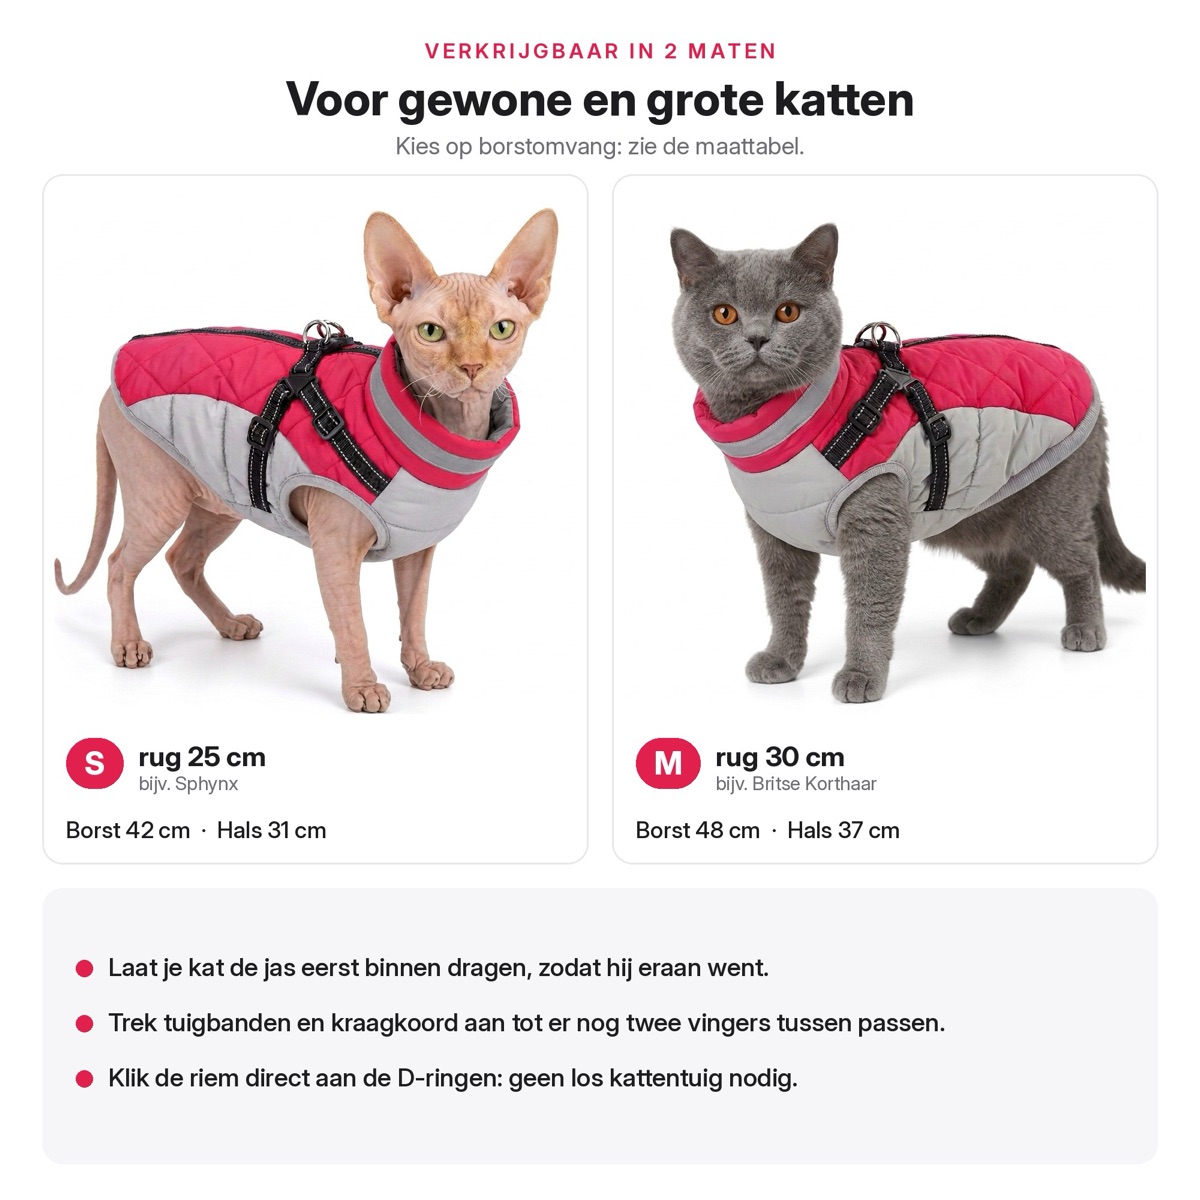 VERKRIJGBAAR IN 2 MATEN
Voor gewone en grote katten
Kies op borstomvang: zie de maattabel.
S
rug 25 cm
bijv. Sphynx
Borst 42 cm · Hals 31 cm
M
rug 30 cm
bijv. Britse Korthaar
Borst 48 cm · Hals 37 cm
Laat je kat de jas eerst binnen dragen, zodat hij eraan went.
Trek tuigbanden en kraagkoord aan tot er nog twee vingers tussen passen.
Klik de riem direct aan de D-ringen: geen los kattentuig nodig.